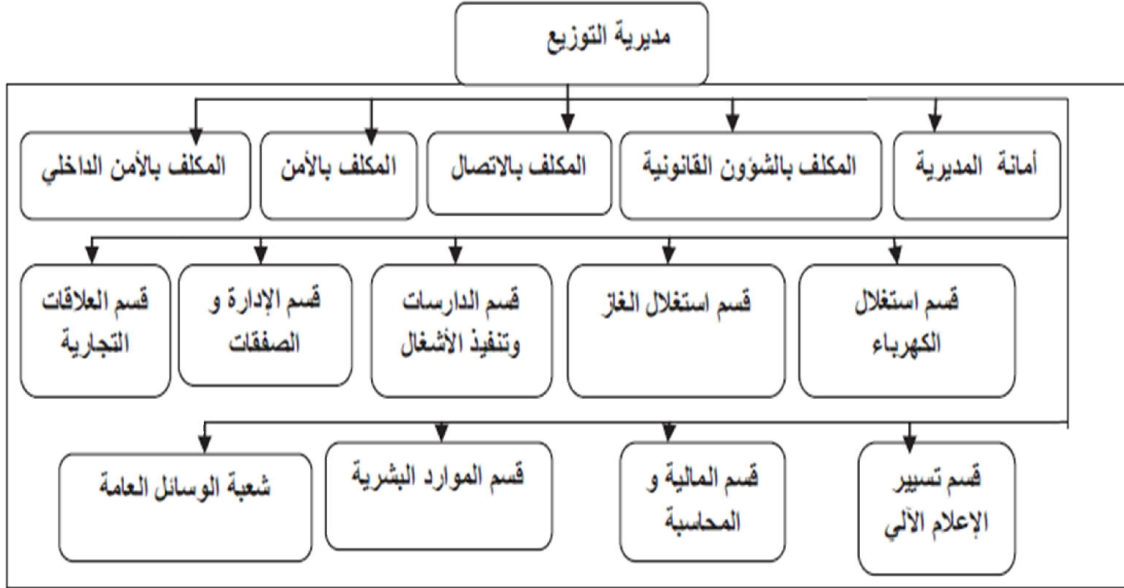 مديرية التوزيع
أمانة المديرية
المكلف بالشؤون القانونية
المكلف بالاتصال
المكلف بالأمن
المكلف بالأمن الداخلي
قسم استغلال
الكهرباء
قسم استغلال الغاز
قسم الدارسات
وتنفيذ الأشغال
قسم الإدارة و
الصفقات
قسم العلاقات
التجارية
قسم تسيير
الإعلام الآلي
قسم المالية و
المحاسبة
قسم الموارد البشرية
شعبة الوسائل العامة